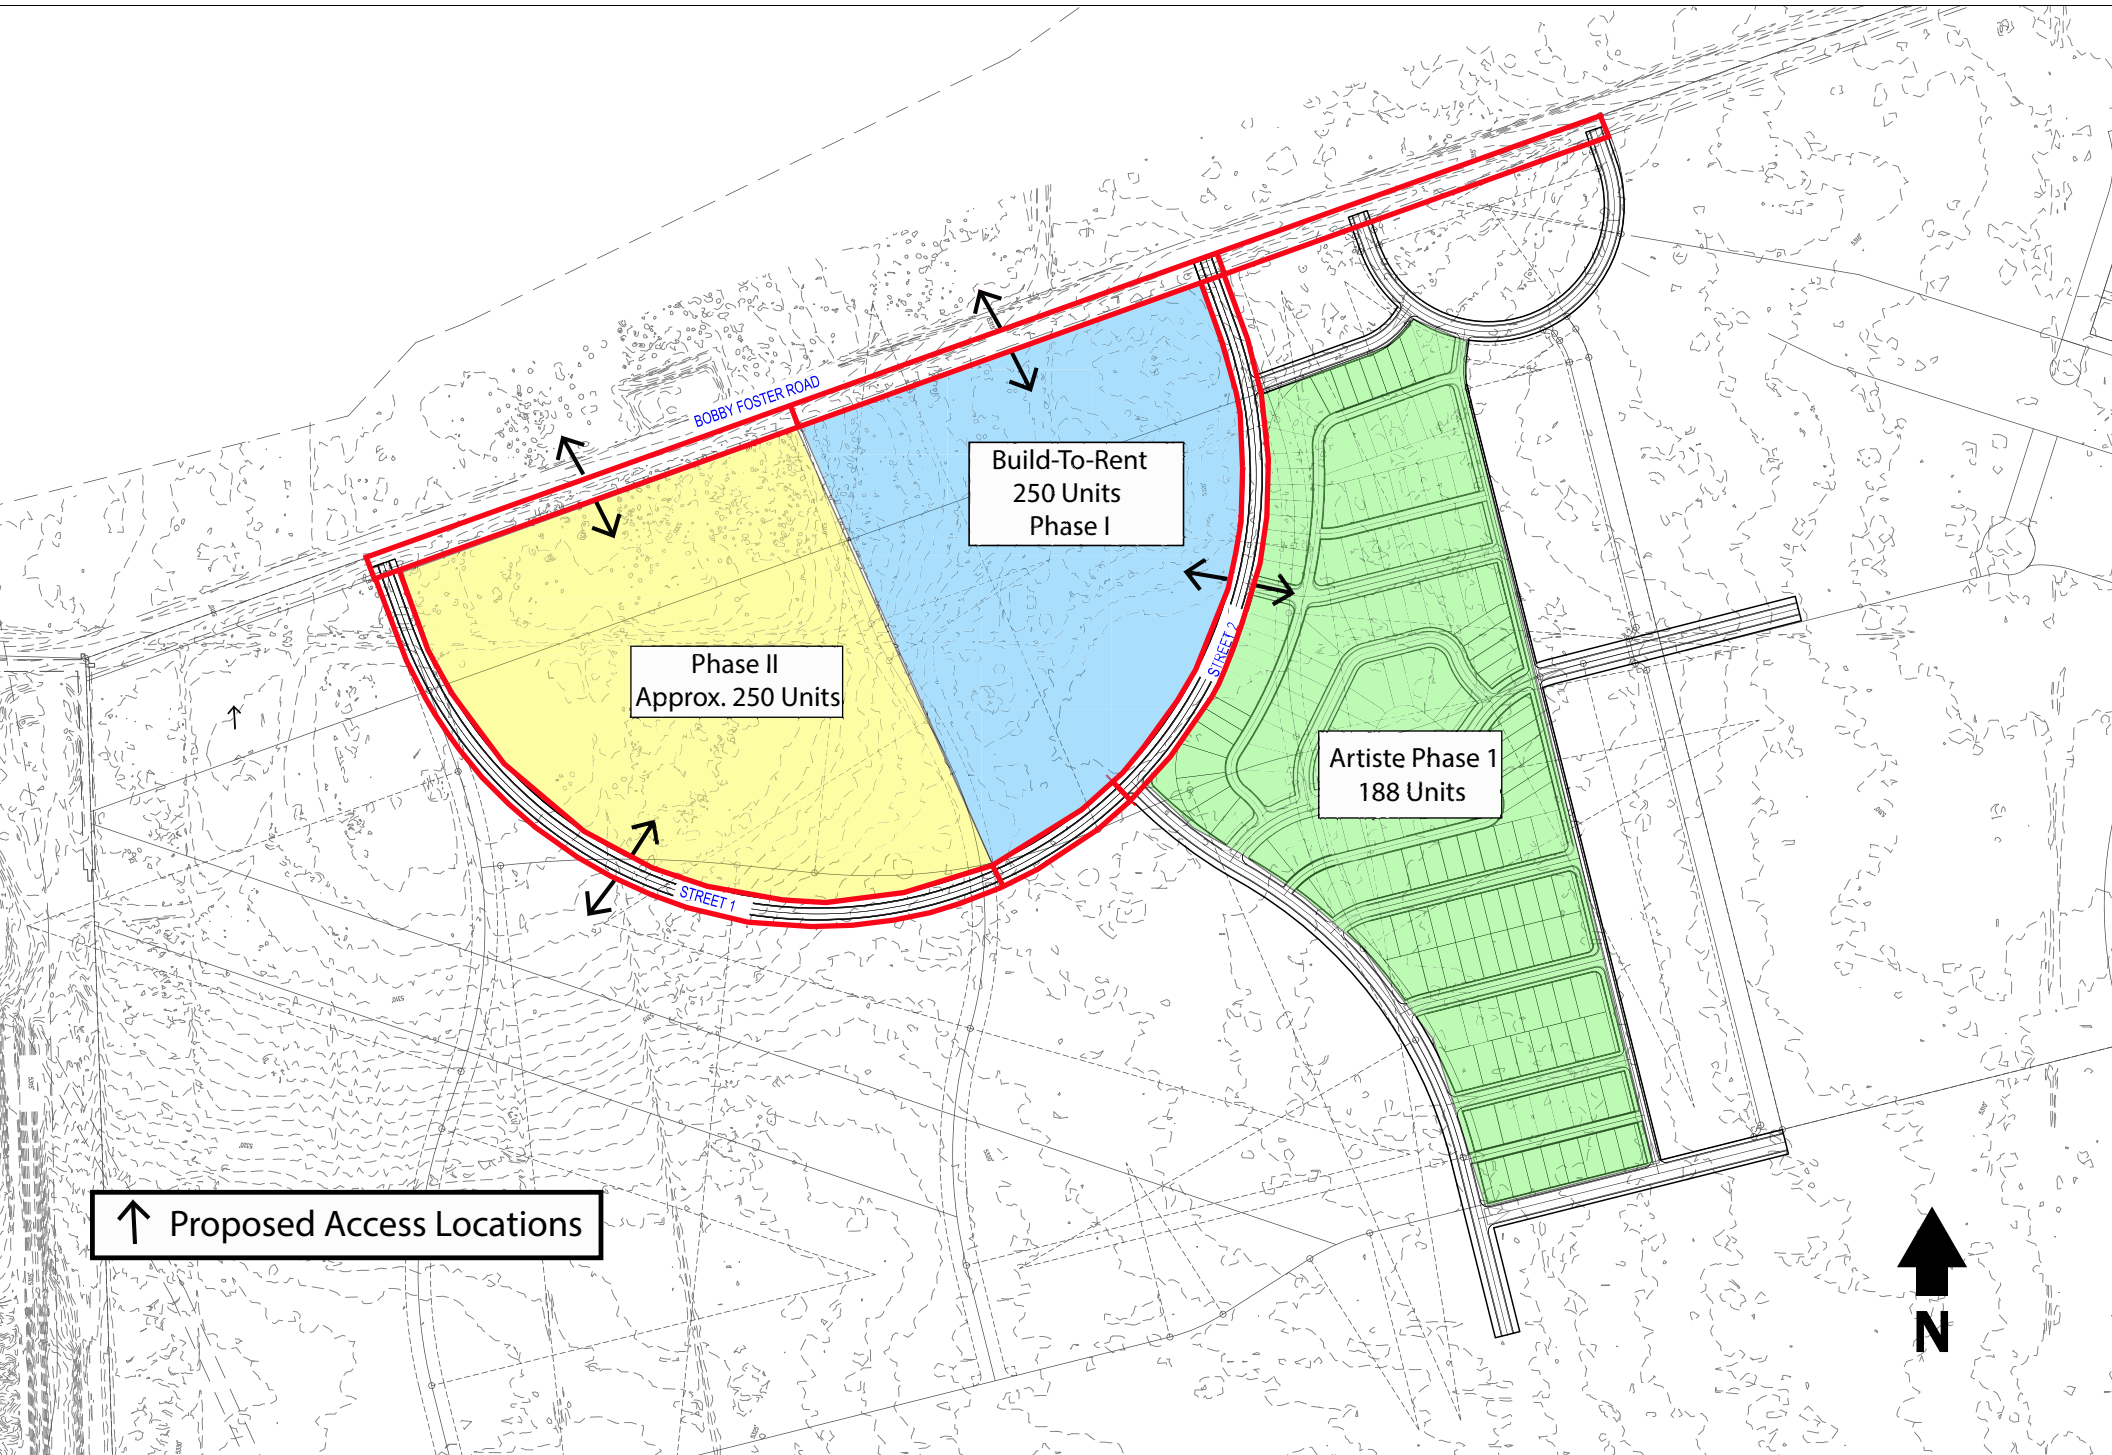 BOBBY FOSTER ROAD
Build-To-Rent
250 Units
Phase I
Phase II
Approx. 250 Units
STREET 2
Artiste Phase 1
188 Units
STREET 1
Proposed Access Locations
N